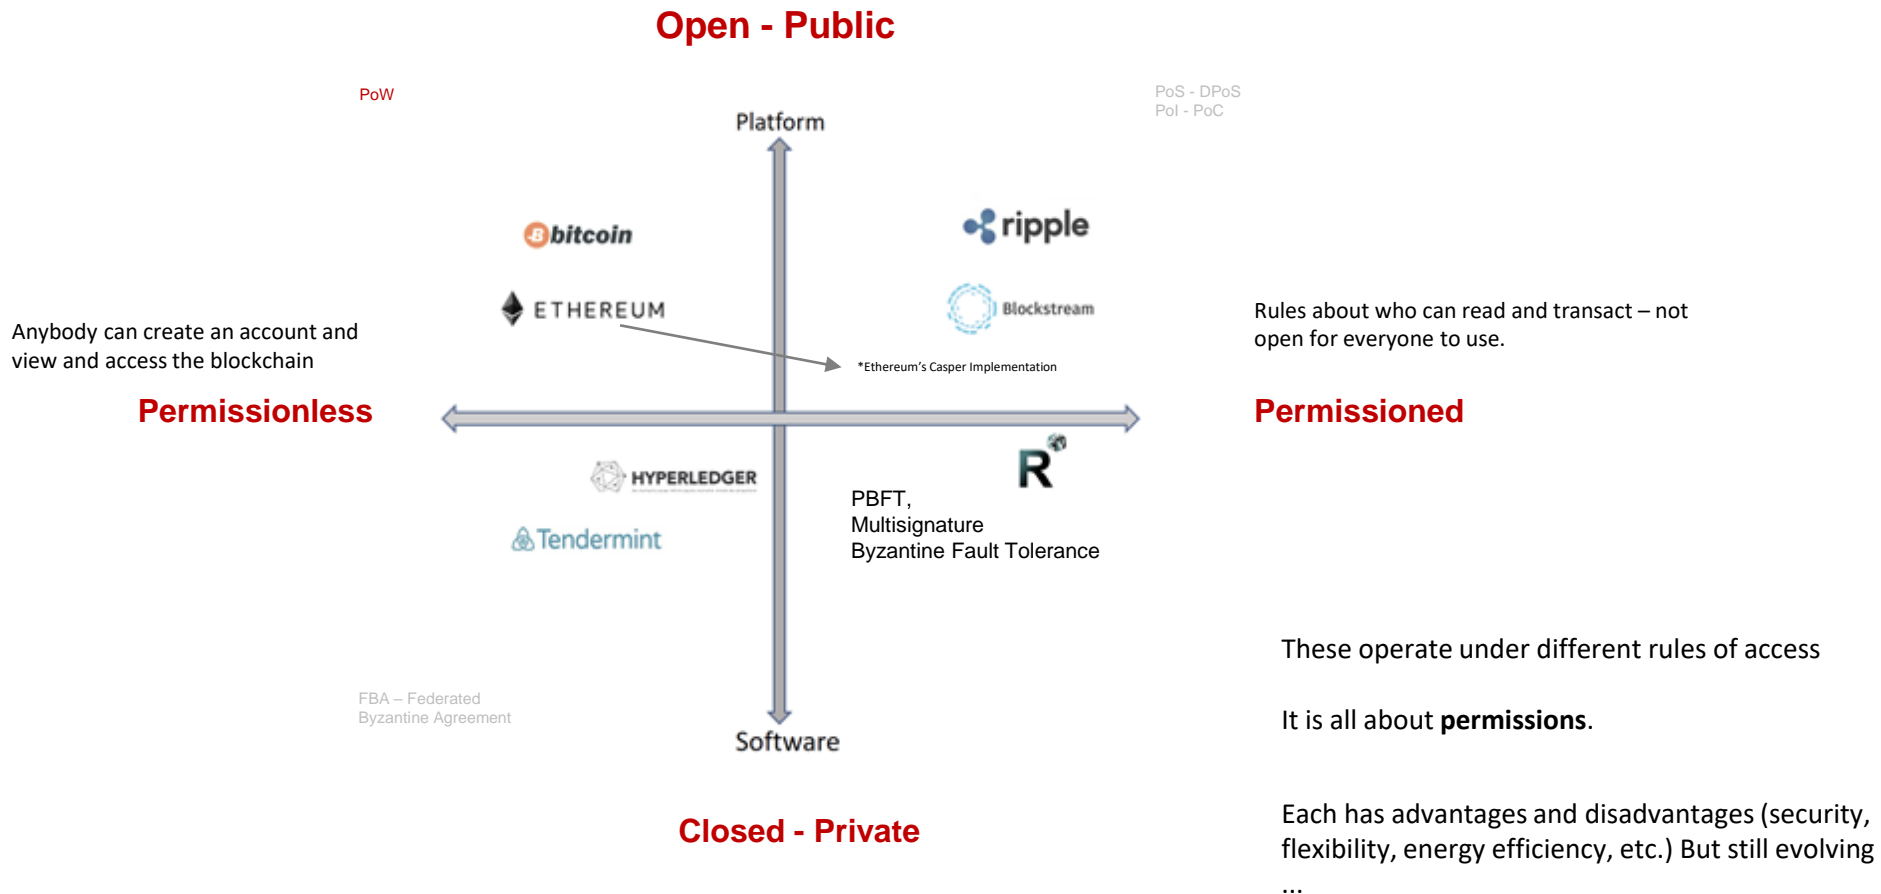 Open - Public
PoW
PoS - DPoS
PoI - PoC
Platform
bitcoin
ripple
ETHEREUM
Blockstream
Anybody can create an account and
view and access the blockchain
Rules about who can read and transact – not
open for everyone to use.
*Ethereum's Casper Implementation
Permissionless
Permissioned
HYPERLEDGER
R
PBFT,
Multisignature
Byzantine Fault Tolerance
Tendermint
These operate under different rules of access
FBA – Federated
Byzantine Agreement
It is all about permissions.
Software
Closed - Private
Each has advantages and disadvantages (security,
flexibility, energy efficiency, etc.) But still evolving
...